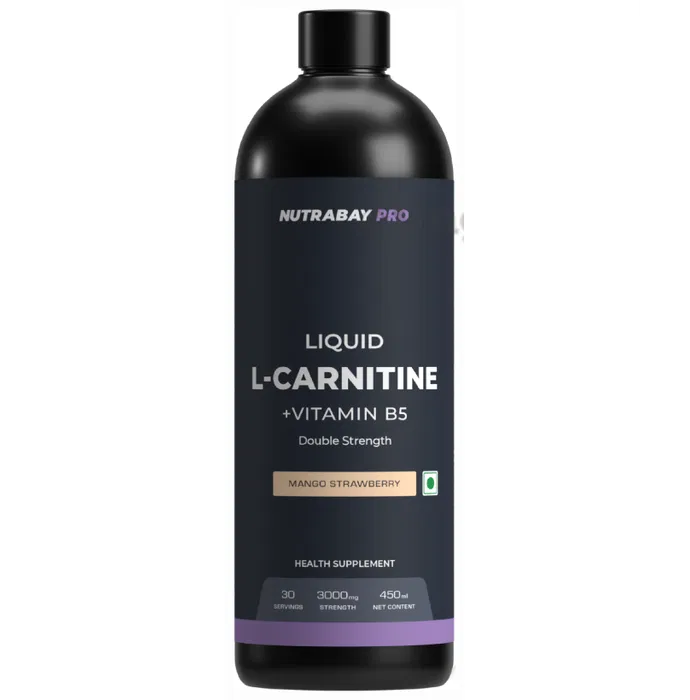 NUTRABAY PRO
LIQUID
L-CARNITINE
+VITAMIN B5
Double Strength
MANGO STRAWBERRY
HEALTH SUPPLEMENT
30 3000mg 450ml
SERVINGS STRENGTH NET CONTENT